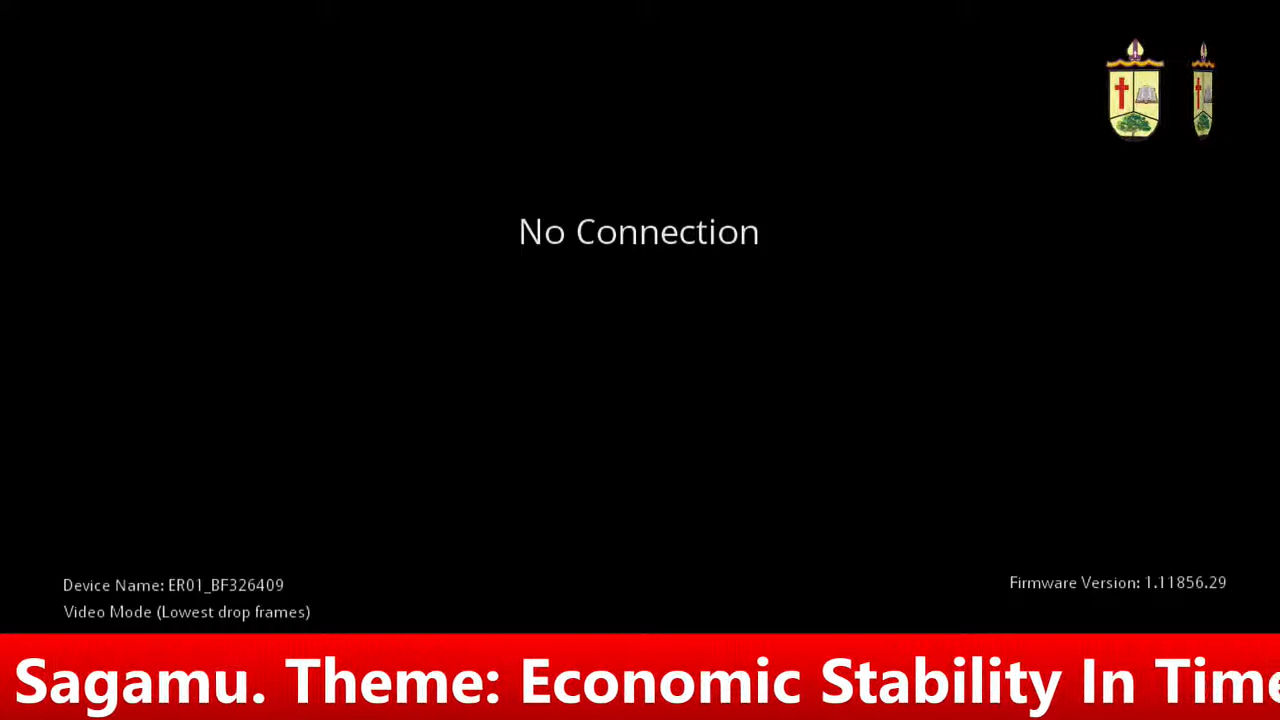 No Connection
Device Name: ER01_BF326409
Firmware Version: 1.11856.29
Video Mode (Lowest drop frames)
Sagamu. Theme: Economic Stability In Time